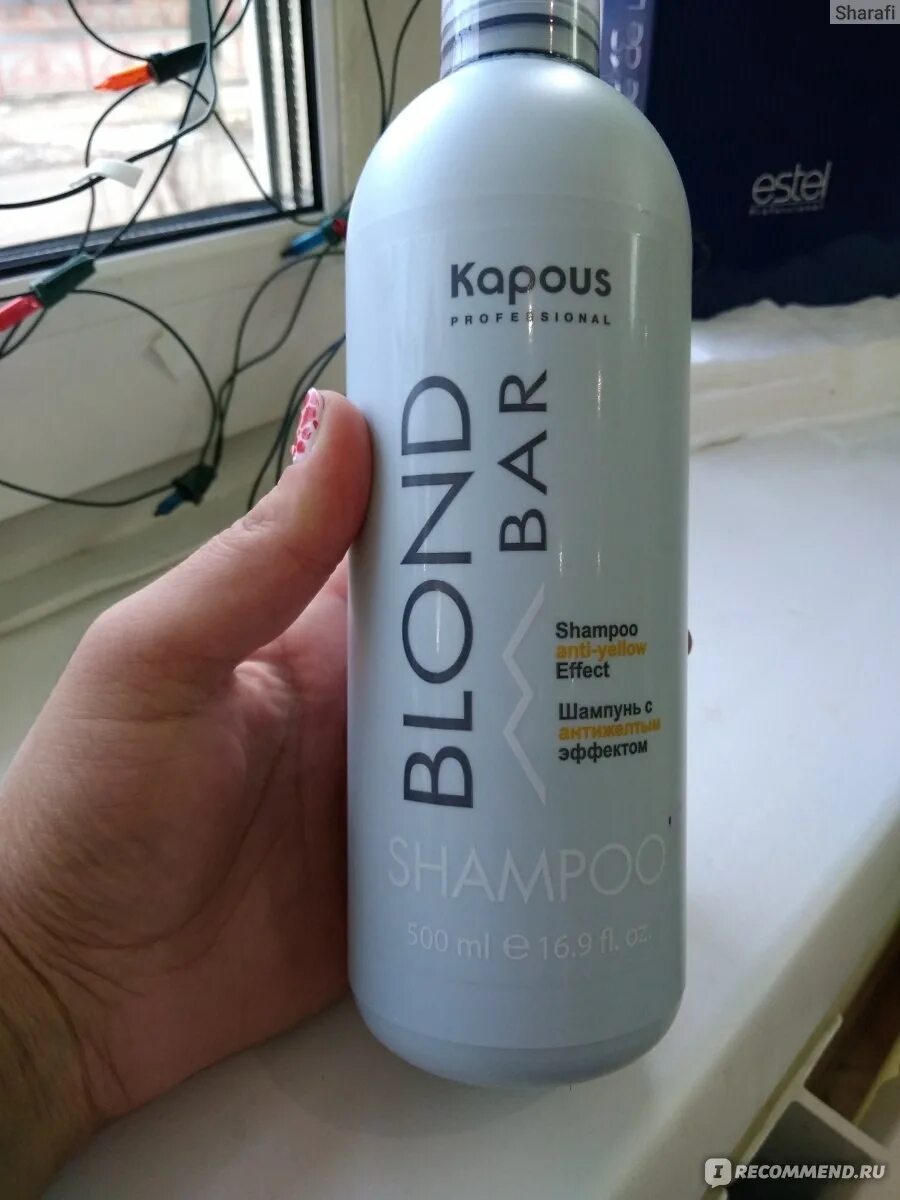 Sharafi
estel
Kapous
PROFESSIONAL
BLOND
BAR
Shampoo
anti-yellow
Effect
Шампунь с
антижелтым
эффектом
SHAMPOO
500 ml e 16.9 fl. oz.
IRECOMMEND.RU